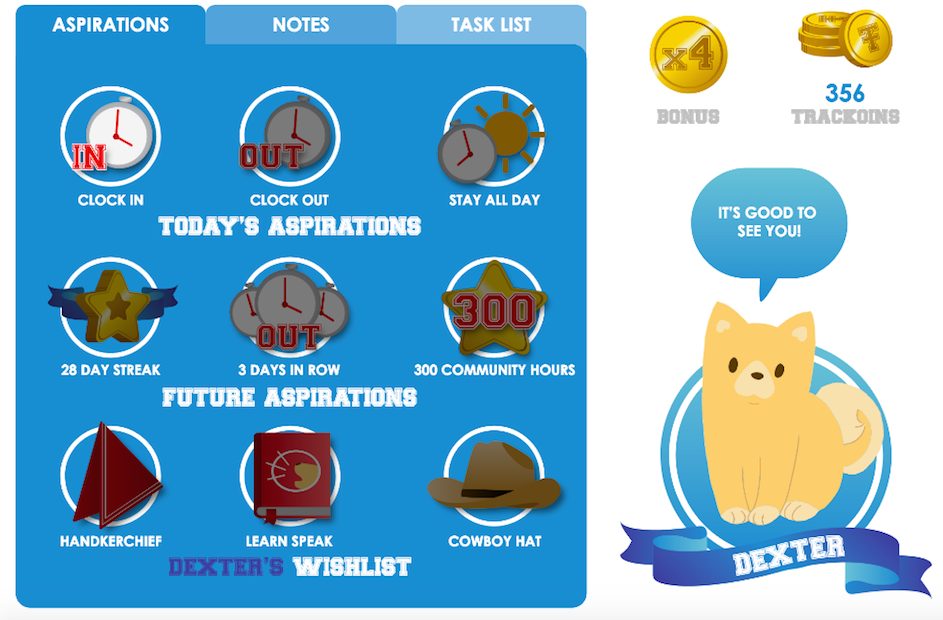 ASPIRATIONS
NOTES
TASK LIST
IN
OUT
CLOCK IN
CLOCK OUT
STAY ALL DAY
TODAY'S ASPIRATIONS
OUT
300
28 DAY STREAK
3 DAYS IN ROW
300 COMMUNITY HOURS
FUTURE ASPIRATIONS
HANDKERCHIEF
LEARN SPEAK
COWBOY HAT
DEXTER'S WISHLIST
x4
BONUS
356
TRACKOINS
IT'S GOOD TO
SEE YOU!
DEXTER